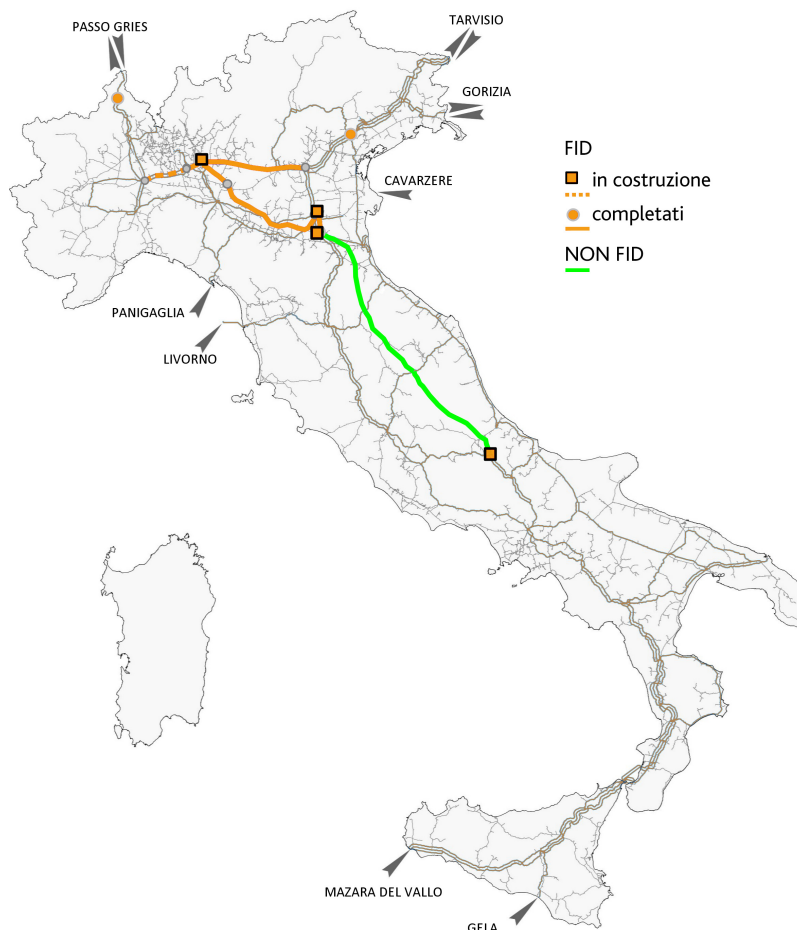 PASSO GRIES
TARVISIO
GORIZIA
FID
in costruzione
CAVARZERE
completati
NON FID
PANIGAGLIA
LIVORNO
MAZARA DEL VALLO
GELA